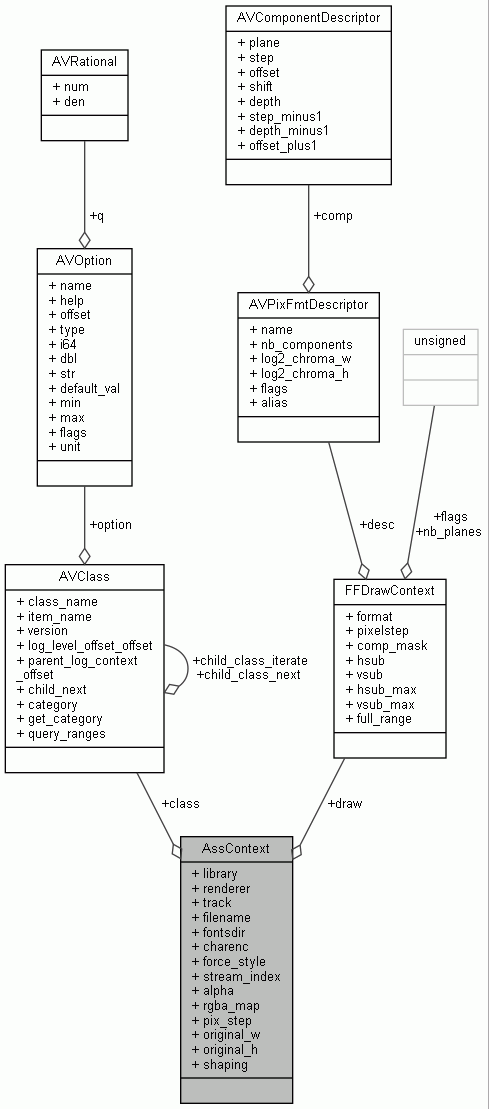 AVComponentDescriptor
+ plane
+ step
+ offset
+ shift
+ depth
+ step_minus1
+ depth_minus1
+ offset_plus1
AVRational
+ num
+ den
+q
+comp
AVOption
+ name
+ help
+ offset
+ type
+ i64
+ dbl
+ str
+ default_val
+ min
+ max
+ flags
+ unit
AVPixFmtDescriptor
+ name
+ nb_components
+ log2_chroma_w
+ log2_chroma_h
+ flags
+ alias
unsigned
+option
+desc
+flags
+nb_planes
AVClass
+ class_name
+ item_name
+ version
+ log_level_offset_offset
+ parent_log_context
_offset
+ child_next
+ category
+ get_category
+ query_ranges
+child_class_iterate
+child_class_next
FFDrawContext
+ format
+ pixelstep
+ comp_mask
+ hsub
+ vsub
+ hsub_max
+ vsub_max
+ full_range
+class
+draw
AssContext
+ library
+ renderer
+ track
+ filename
+ fontsdir
+ charenc
+ force_style
+ stream_index
+ alpha
+ rgba_map
+ pix_step
+ original_w
+ original_h
+ shaping